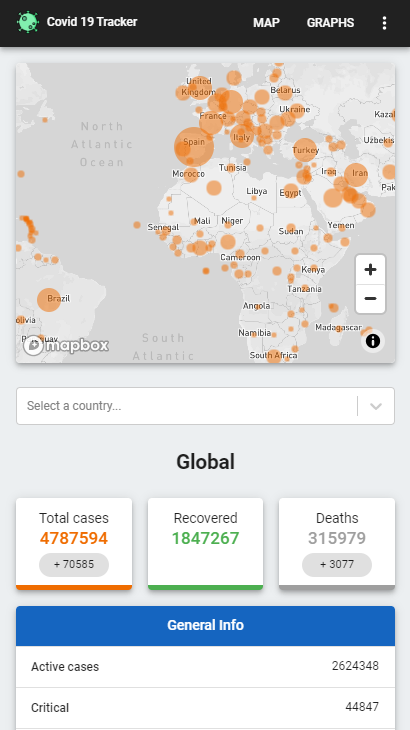 Covid 19 Tracker
MAP
GRAPHS
United
Kingdom
Belarus
Ukraine
France
Kaza
North
Atlantic
Ocean
Spain
Italy
Turkey
Uzbekis
Morocco
Tunisia
Iraq
Iran
Pak
Libya
Egypt
Senegal
Mali
Niger
Sudan
Yemen
Cameroon
Kenya
Tanzania
Brazil
Angola
olivia
Namibia
Madagascar
South
Atlantic
South Africa
mapbox
Select a country...
Global
Total cases
4787594
+ 70585
Recovered
1847267
Deaths
315979
+ 3077
General Info
Active cases
2624348
Critical
44847